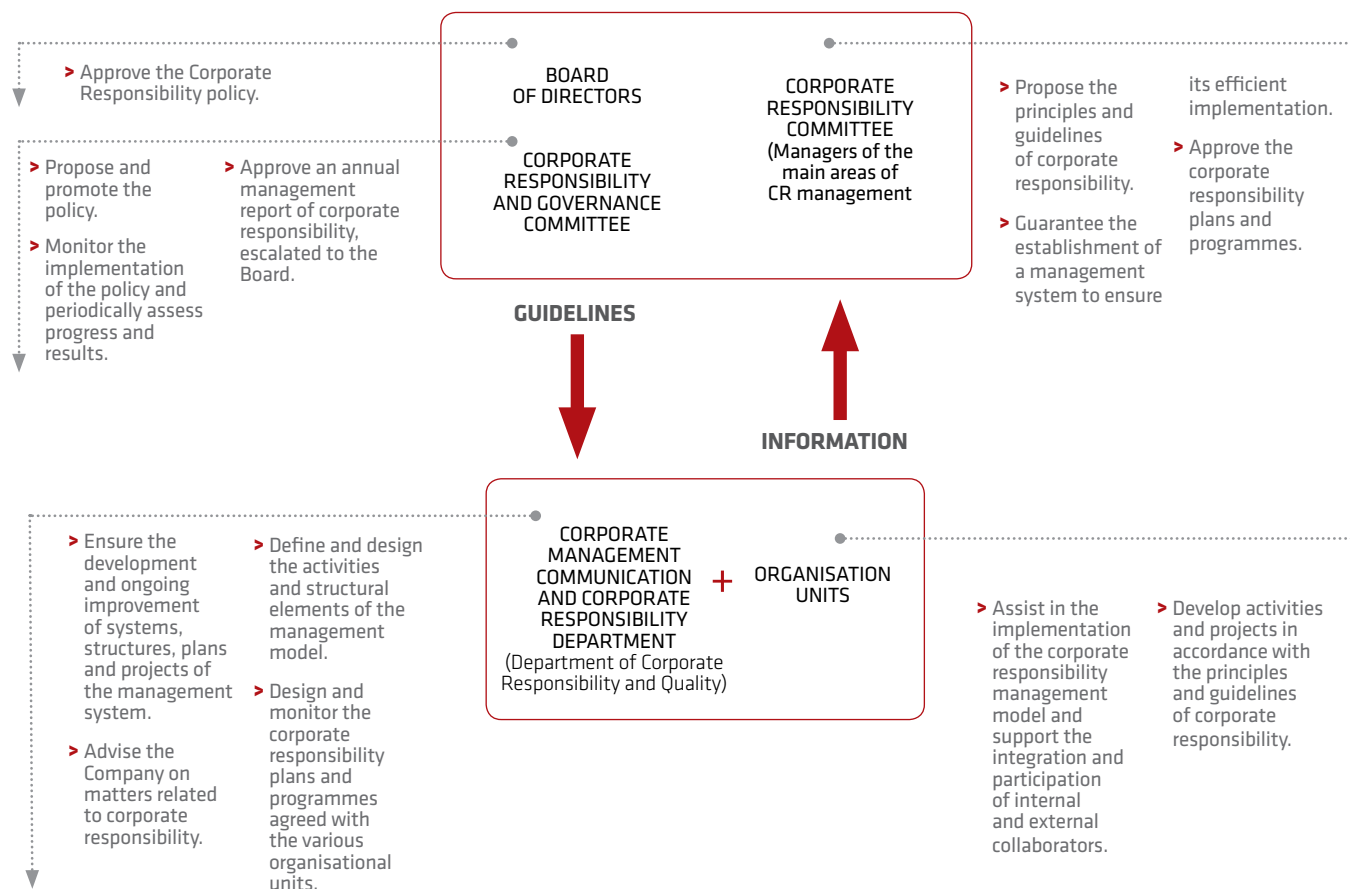 > Approve the Corporate
Responsibility policy.
BOARD
OF DIRECTORS
CORPORATE
RESPONSIBILITY
COMMITTEE
(Managers of the
main areas of
CR management
> Propose the
principles and
guidelines
of corporate
responsibility.
> Guarantee the
establishment of
a management
system to ensure
its efficient
implementation.
> Approve the
corporate
responsibility
plans and
programmes.
> Propose and
promote the
policy.
> Monitor the
implementation
of the policy and
periodically assess
progress and
results.
> Approve an annual
management
report of corporate
responsibility,
escalated to the
Board.
CORPORATE
RESPONSIBILITY
AND GOVERNANCE
COMMITTEE
GUIDELINES
INFORMATION
> Ensure the
development
and ongoing
improvement
of systems,
structures, plans
and projects of
the management
system.
> Advise the
Company on
matters related
to corporate
responsibility.
> Define and design
the activities
and structural
elements of the
management
model.
> Design and
monitor the
corporate
responsibility
plans and
programmes
agreed with
the various
organisational
units.
CORPORATE
MANAGEMENT
COMMUNICATION
AND CORPORATE
RESPONSIBILITY
DEPARTMENT
(Department of Corporate
Responsibility and Quality)
+
ORGANISATION
UNITS
> Assist in the
implementation
of the corporate
responsibility
management
model and
support the
integration and
participation
of internal
and external
collaborators.
> Develop activities
and projects in
accordance with
the principles
and guidelines
of corporate
responsibility.